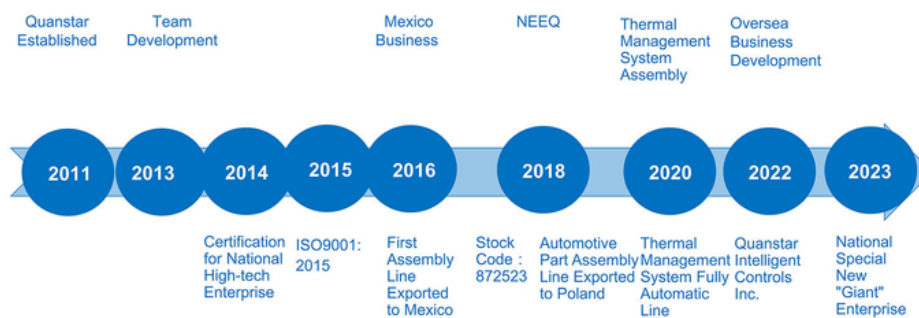 Quanstar
Established
Team
Development
Mexico
Business
NEEQ
Thermal
Management
System
Assembly
Oversea
Business
Development
2011
2013
2014
2015
2016
2018
2020
2022
2023
Certification
for National
High-tech
Enterprise
ISO9001:
2015
First
Assembly
Line
Exported
to Mexico
Stock
Code :
872523
Automotive
Part Assembly
Line Exported
to Poland
Thermal
Management
System Fully
Automatic
Line
Quanstar
Intelligent
Controls
Inc.
National
Special
New
"Giant"
Enterprise